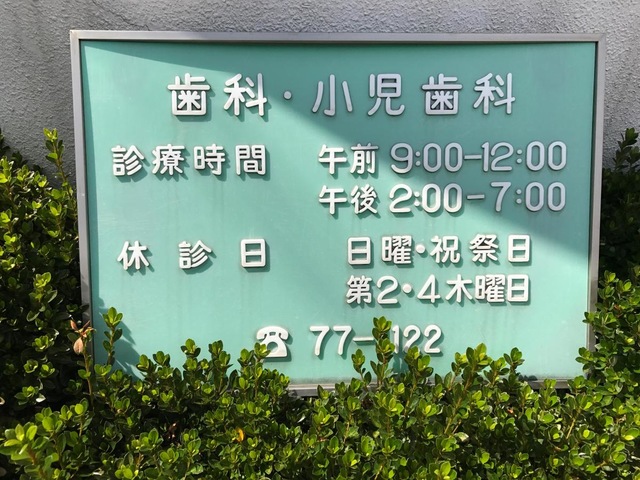 歯科・小児歯科
診療時間 午前 9:00-12:00
午後 2:00-7:00
休診日 日曜・祝祭日
第2・4木曜日
☎ 77-122